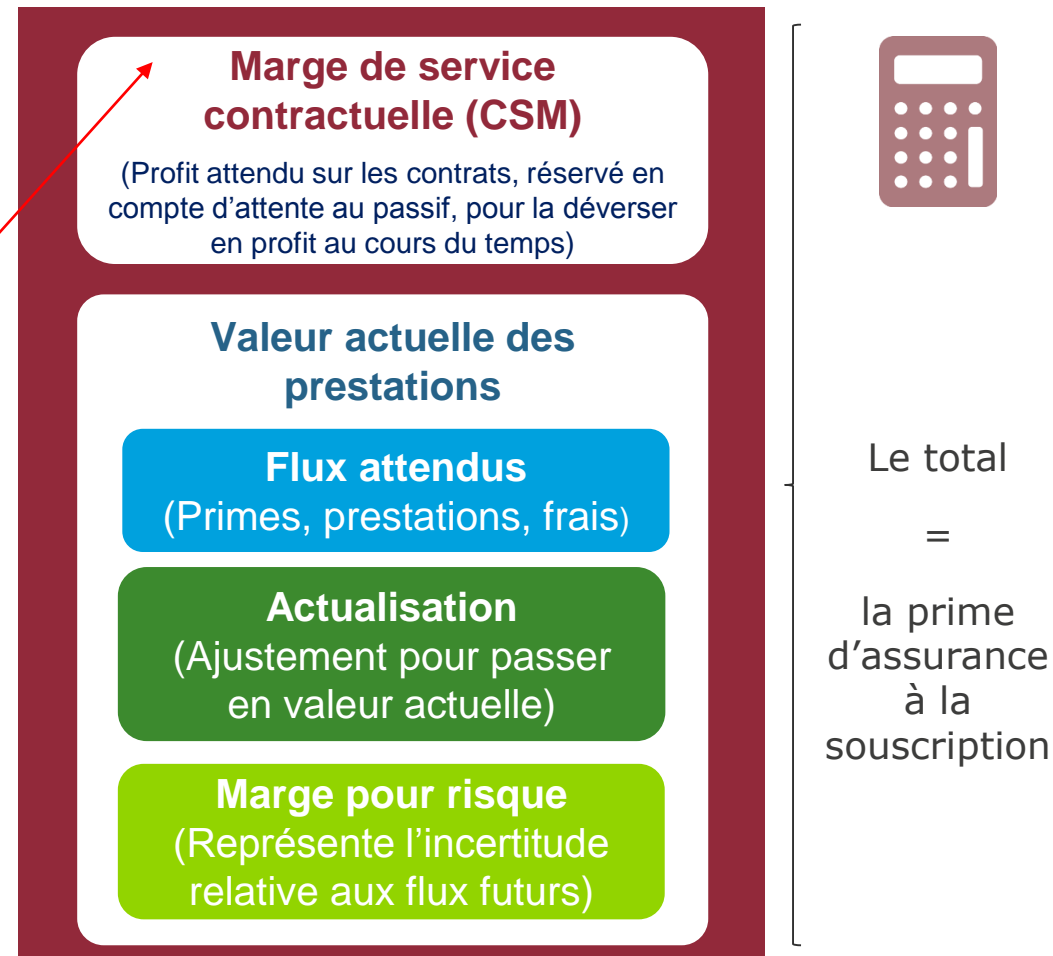 Marge de service
contractuelle (CSM)
(Profit attendu sur les contrats, réservé en
compte d’attente au passif, pour la déverser
en profit au cours du temps)
Valeur actuelle des
prestations
Flux attendus
(Primes, prestations, frais)
Actualisation
(Ajustement pour passer
en valeur actuelle)
Marge pour risque
(Représente l’incertitude
relative aux flux futurs)
Le total
=
la prime
d’assurance
à la
souscription